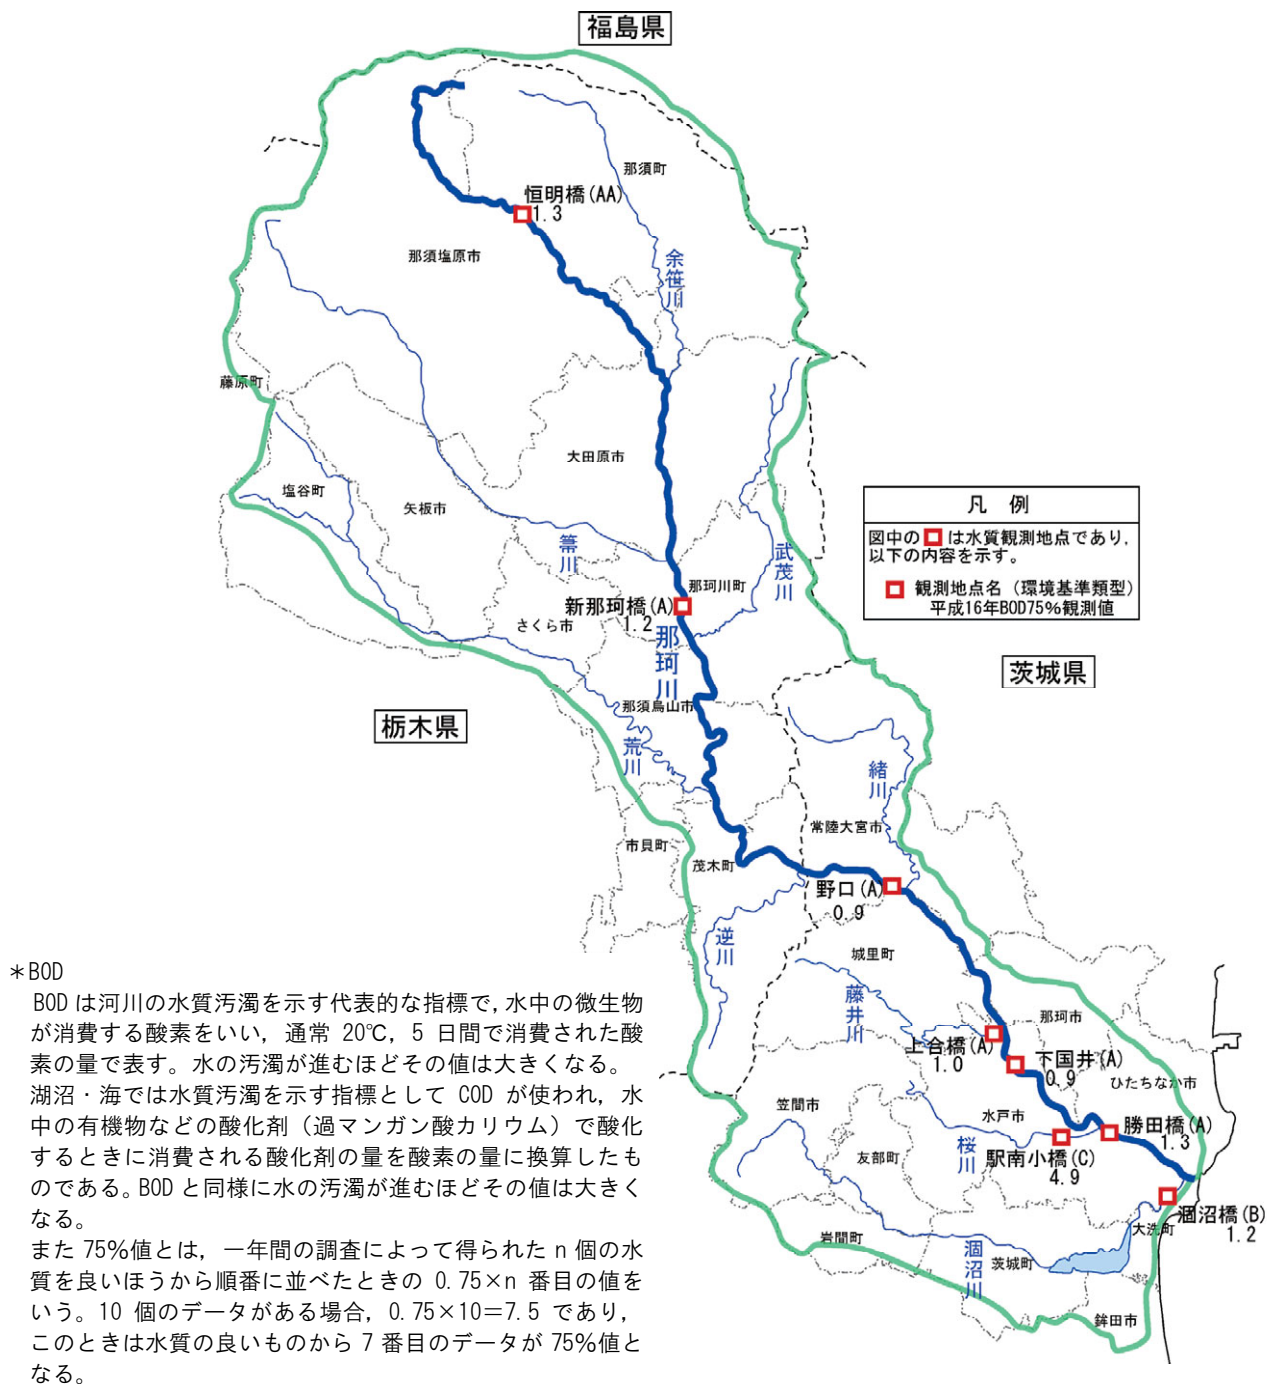 福島県
那須町
恒明橋(AA)
1.3
那須塩原市
余笹川
藤原町
大田原市
塩谷町
矢板市
凡 例
図中の□は水質観測地点であり,
以下の内容を示す。
観測地点名 (環境基準類型)
平成16年BOD75%観測値
箒川
武茂川
那珂川町
新那珂橋(A)
1.2
さくら市
那珂川
茨城県
那須烏山市
栃木県
荒川
緒川
常陸大宮市
市貝町
茂木町
野口(A)
0.9
逆川
城里町
藤井川
那珂市
上合橋(A)
1.0
下国井(A)
0.9
ひたちなか市
笠間市
水戸市
勝田橋(A)
1.3
桜川
駅南小橋(C)
4.9
友部町
涸沼橋(B)
1.2
大洗町
岩間町
涸沼川
茨城町
鉾田市
*BOD
BOD は河川の水質汚濁を示す代表的な指標で,水中の微生物
が消費する酸素をいい, 通常 20℃, 5 日間で消費された酸
素の量で表す。水の汚濁が進むほどその値は大きくなる。
湖沼・海では水質汚濁を示す指標として COD が使われ, 水
中の有機物などの酸化剤(過マンガン酸カリウム)で酸化
するときに消費される酸化剤の量を酸素の量に換算したも
のである。BOD と同様に水の汚濁が進むほどその値は大きく
なる。
また 75%値とは, 一年間の調査によって得られた n 個の水
質を良いほうから順番に並べたときの 0.75×n 番目の値を
いう。10 個のデータがある場合, 0.75×10=7.5 であり,
このときは水質の良いものから 7 番目のデータが 75%値と
なる。